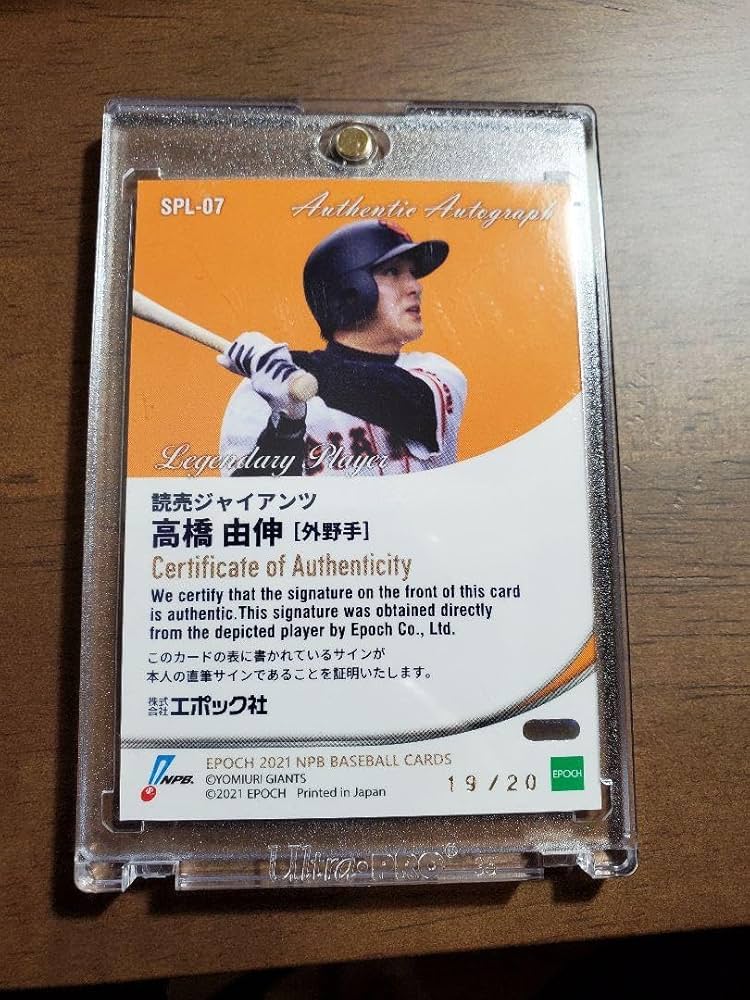 SPL-07
Authentic Autograph
Legendary Player
読売ジャイアンツ
高橋 由伸 [外野手]
Certificate of Authenticity
We certify that the signature on the front of this card
is authentic.This signature was obtained directly
from the depicted player by Epoch Co., Ltd.
このカードの表に書かれているサインが
本人の直筆サインであることを証明いたします。
株式会社エポック社
NPB.
EPOCH 2021 NPB BASEBALL CARDS
©YOMIURI GIANTS
©2021 EPOCH Printed in Japan
19/20
EPOCH
Ultra•PRO®